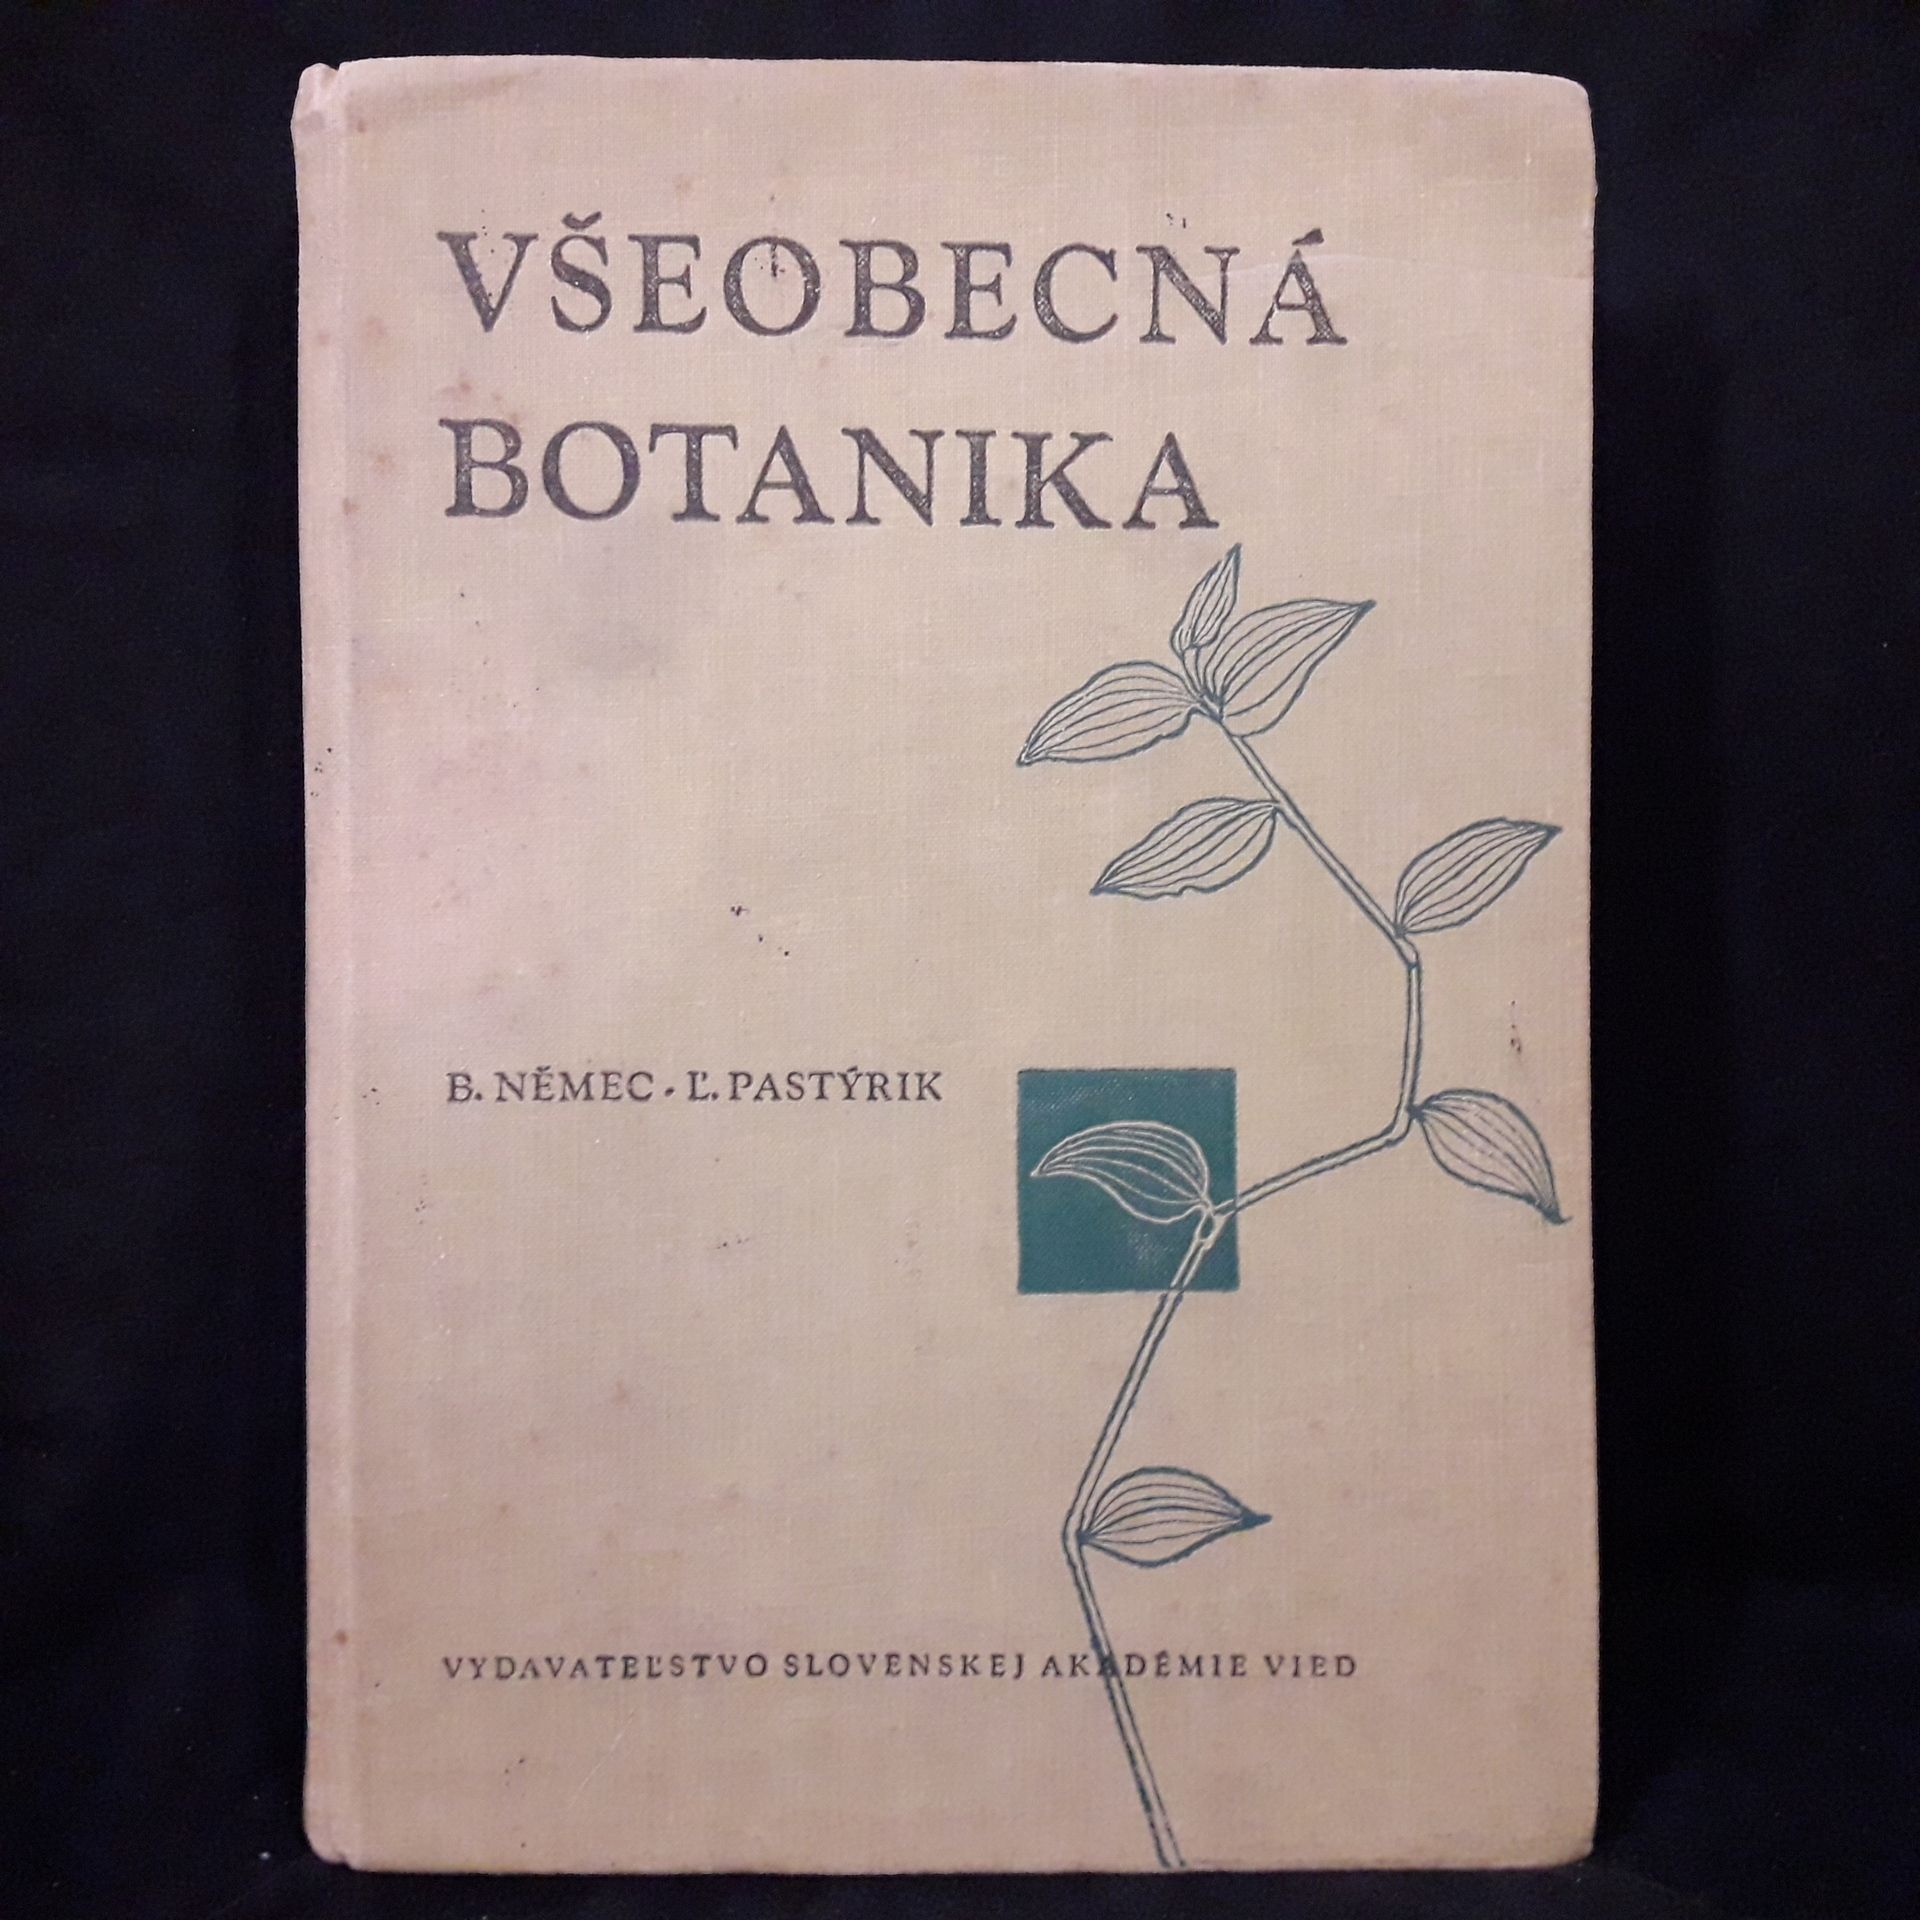 VŠEOBECNÁ
BOTANIKA
B. NĚMEC · Ľ. PASTÝRIK
VYDAVATEĽSTVO SLOVENSKEJ AKADÉMIE VIED